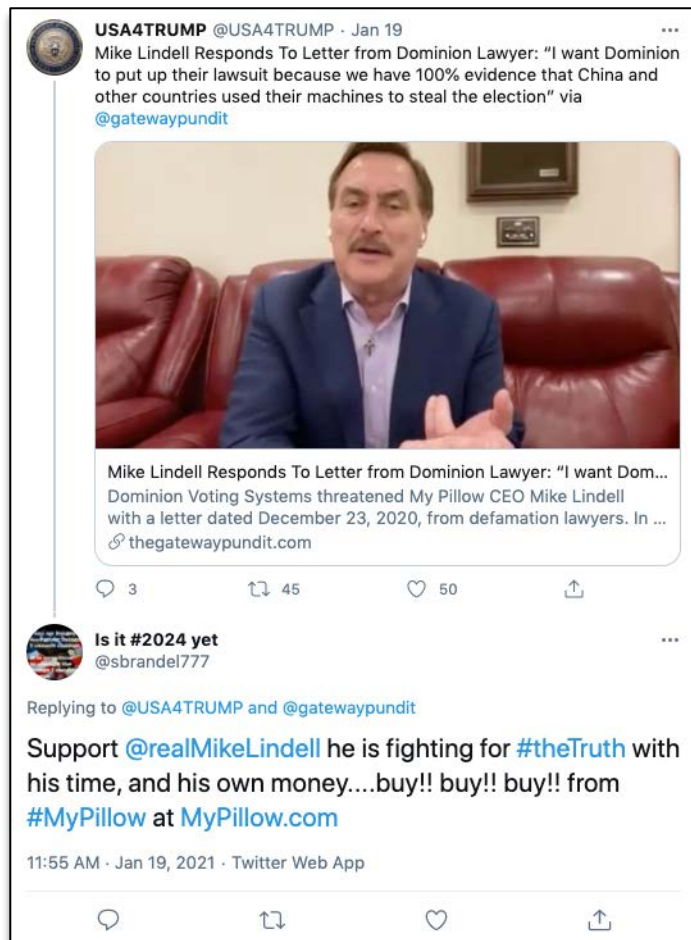 USA4TRUMP @USA4TRUMP · Jan 19
Mike Lindell Responds To Letter from Dominion Lawyer: “I want Dominion
to put up their lawsuit because we have 100% evidence that China and
other countries used their machines to steal the election” via
@gatewaypundit
Mike Lindell Responds To Letter from Dominion Lawyer: “I want Dom...
Dominion Voting Systems threatened My Pillow CEO Mike Lindell
with a letter dated December 23, 2020, from defamation lawyers. In ...
thegatewaypundit.com
3 45 50
Is it #2024 yet
@sbrandel777
Replying to @USA4TRUMP and @gatewaypundit
Support @realMikeLindell he is fighting for #theTruth with
his time, and his own money....buy!! buy!! buy!! from
#MyPillow at MyPillow.com
11:55 AM · Jan 19, 2021 · Twitter Web App